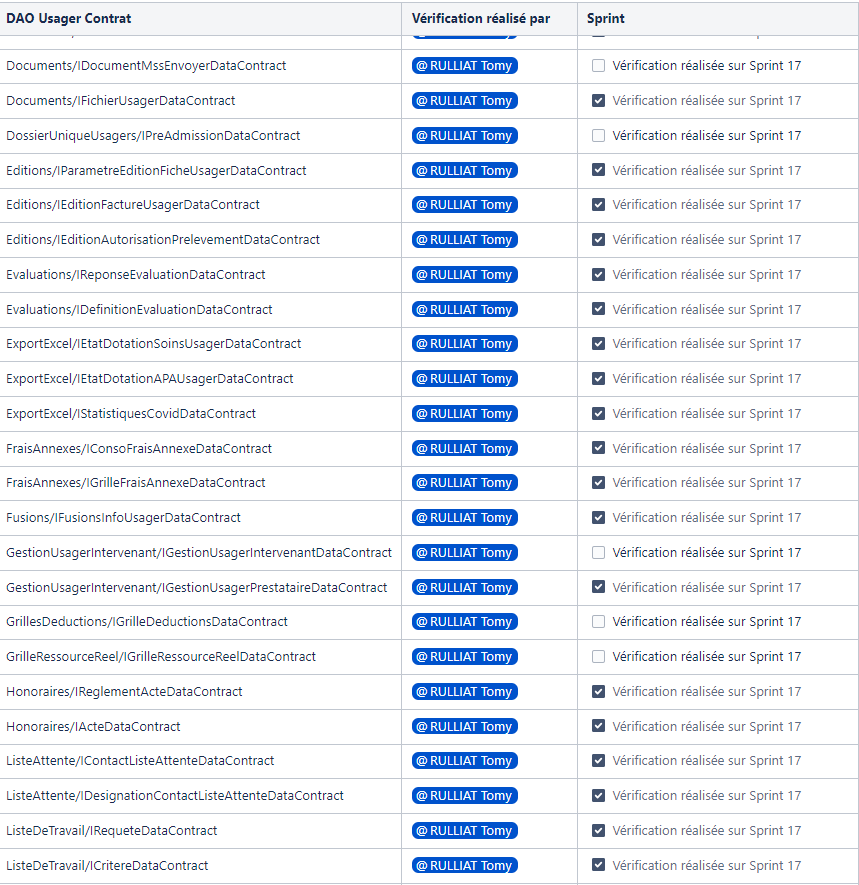 DAO Usager Contrat Vérification réalisé par Sprint
Documents/IDocumentMssEnvoyerDataContract @ RULLIAT Tomy Vérification réalisée sur Sprint 17
Documents/IFichierUsagerDataContract @ RULLIAT Tomy Vérification réalisée sur Sprint 17
DossierUniqueUsagers/IPreAdmissionDataContract @ RULLIAT Tomy Vérification réalisée sur Sprint 17
Editions/IParametreEditionFicheUsagerDataContract @ RULLIAT Tomy Vérification réalisée sur Sprint 17
Editions/IEditionFactureUsagerDataContract @ RULLIAT Tomy Vérification réalisée sur Sprint 17
Editions/IEditionAutorisationPrelevementDataContract @ RULLIAT Tomy Vérification réalisée sur Sprint 17
Evaluations/IReponseEvaluationDataContract @ RULLIAT Tomy Vérification réalisée sur Sprint 17
Evaluations/IDefinitionEvaluationDataContract @ RULLIAT Tomy Vérification réalisée sur Sprint 17
ExportExcel/IEtatDotationSoinsUsagerDataContract @ RULLIAT Tomy Vérification réalisée sur Sprint 17
ExportExcel/IEtatDotationAPAUsagerDataContract @ RULLIAT Tomy Vérification réalisée sur Sprint 17
ExportExcel/IStatistiquesCovidDataContract @ RULLIAT Tomy Vérification réalisée sur Sprint 17
FraisAnnexes/IConsoFraisAnnexeDataContract @ RULLIAT Tomy Vérification réalisée sur Sprint 17
FraisAnnexes/IGrilleFraisAnnexeDataContract @ RULLIAT Tomy Vérification réalisée sur Sprint 17
Fusions/IFusionsInfoUsagerDataContract @ RULLIAT Tomy Vérification réalisée sur Sprint 17
GestionUsagerIntervenant/IGestionUsagerIntervenantDataContract @ RULLIAT Tomy Vérification réalisée sur Sprint 17
GestionUsagerIntervenant/IGestionUsagerPrestataireDataContract @ RULLIAT Tomy Vérification réalisée sur Sprint 17
GrillesDeductions/IGrilleDeductionsDataContract @ RULLIAT Tomy Vérification réalisée sur Sprint 17
GrilleRessourceReel/IGrilleRessourceReelDataContract @ RULLIAT Tomy Vérification réalisée sur Sprint 17
Honoraires/IReglementActeDataContract @ RULLIAT Tomy Vérification réalisée sur Sprint 17
Honoraires/IActeDataContract @ RULLIAT Tomy Vérification réalisée sur Sprint 17
ListeAttente/IContactListeAttenteDataContract @ RULLIAT Tomy Vérification réalisée sur Sprint 17
ListeAttente/IDesignationContactListeAttenteDataContract @ RULLIAT Tomy Vérification réalisée sur Sprint 17
ListeDeTravail/IRequeteDataContract @ RULLIAT Tomy Vérification réalisée sur Sprint 17
ListeDeTravail/ICritereDataContract @ RULLIAT Tomy Vérification réalisée sur Sprint 17